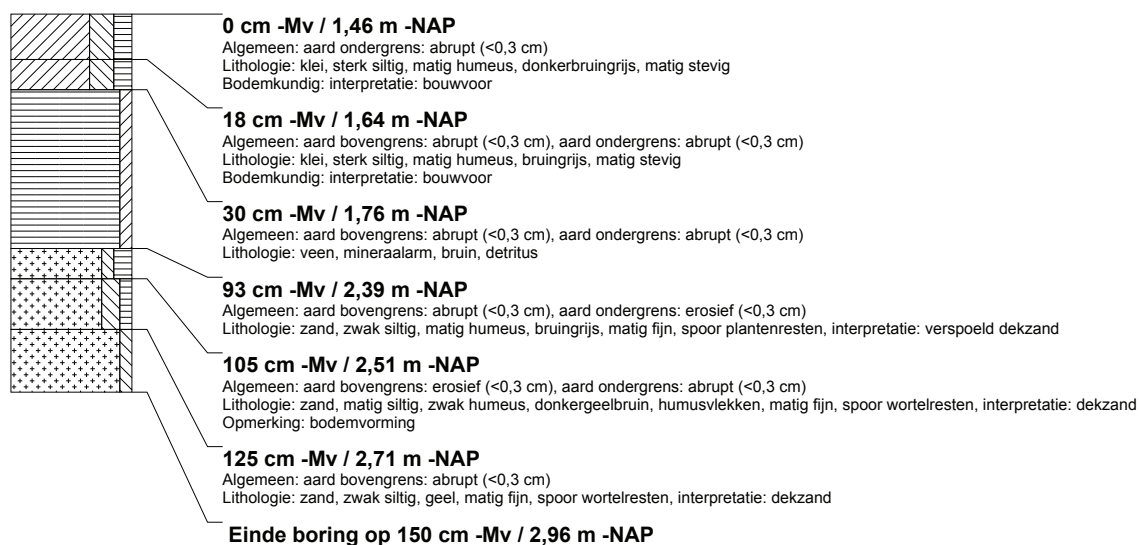 0 cm -Mv / 1,46 m -NAP
Algemeen: aard ondergrens: abrupt (<0,3 cm)
Lithologie: klei, sterk siltig, matig humeus, donkerbruingrijs, matig stevig
Bodemkundig: interpretatie: bouwvoor
18 cm -Mv / 1,64 m -NAP
Algemeen: aard bovengrens: abrupt (<0,3 cm), aard ondergrens: abrupt (<0,3 cm)
Lithologie: klei, sterk siltig, matig humeus, bruingrijs, matig stevig
Bodemkundig: interpretatie: bouwvoor
30 cm -Mv / 1,76 m -NAP
Algemeen: aard bovengrens: abrupt (<0,3 cm), aard ondergrens: abrupt (<0,3 cm)
Lithologie: veen, mineraalarm, bruin, detritus
93 cm -Mv / 2,39 m -NAP
Algemeen: aard bovengrens: abrupt (<0,3 cm), aard ondergrens: erosief (<0,3 cm)
Lithologie: zand, zwak siltig, matig humeus, bruingrijs, matig fijn, spoor plantenresten, interpretatie: verspoeld dekzand
105 cm -Mv / 2,51 m -NAP
Algemeen: aard bovengrens: erosief (<0,3 cm), aard ondergrens: abrupt (<0,3 cm)
Lithologie: zand, matig siltig, zwak humeus, donkergeelbruin, humusvlekken, matig fijn, spoor wortelresten, interpretatie: dekzand
Opmerking: bodemvorming
125 cm -Mv / 2,71 m -NAP
Algemeen: aard bovengrens: abrupt (<0,3 cm)
Lithologie: zand, zwak siltig, geel, matig fijn, spoor wortelresten, interpretatie: dekzand
Einde boring op 150 cm -Mv / 2,96 m -NAP